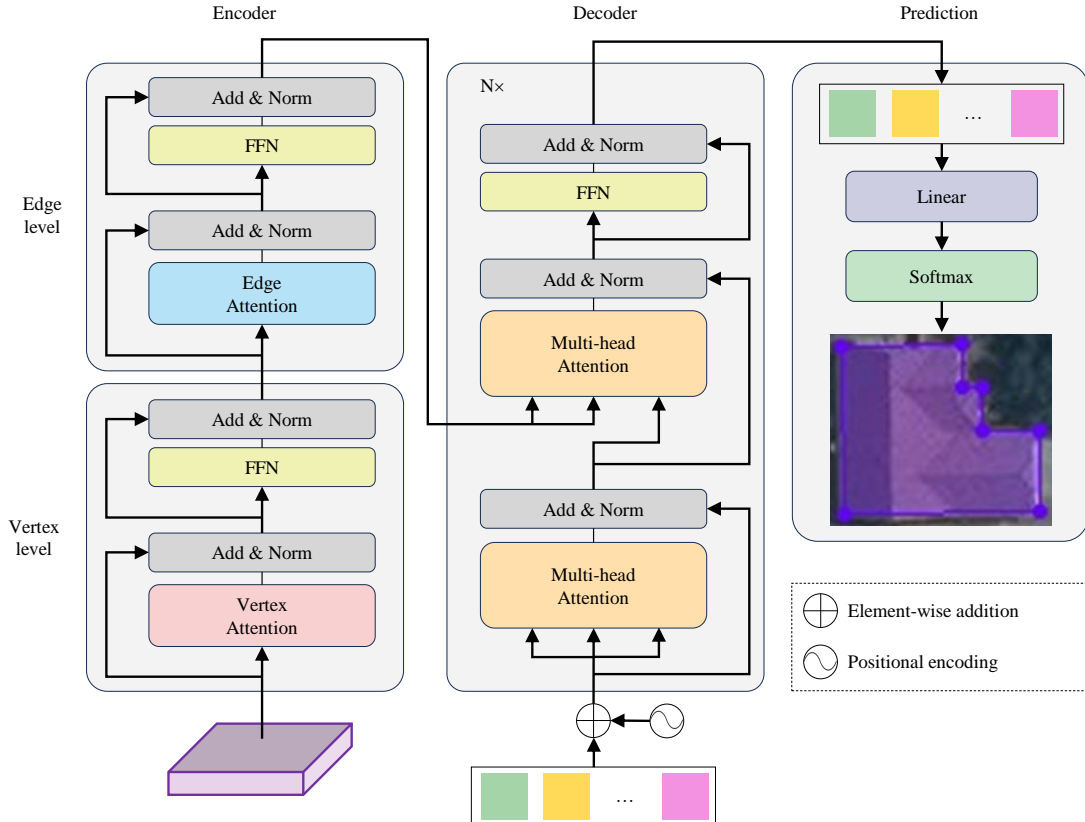 Encoder
Decoder
Prediction
Edge
level
Add & Norm
FFN
Add & Norm
Edge
Attention
Vertex
level
Add & Norm
FFN
Add & Norm
Vertex
Attention
N×
Add & Norm
FFN
Add & Norm
Multi-head
Attention
Add & Norm
Multi-head
Attention
...
...
Linear
Softmax
Element-wise addition
Positional encoding